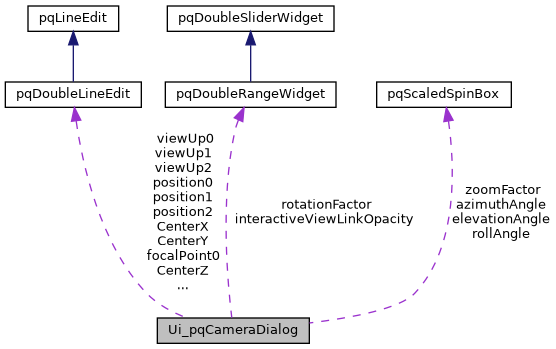 pqLineEdit
pqDoubleSliderWidget
pqDoubleLineEdit
pqDoubleRangeWidget
pqScaledSpinBox
viewUp0
viewUp1
viewUp2
position0
position1
position2
CenterX
CenterY
focalPoint0
CenterZ
...
rotationFactor
interactiveViewLinkOpacity
zoomFactor
azimuthAngle
elevationAngle
rollAngle
Ui_pqCameraDialog